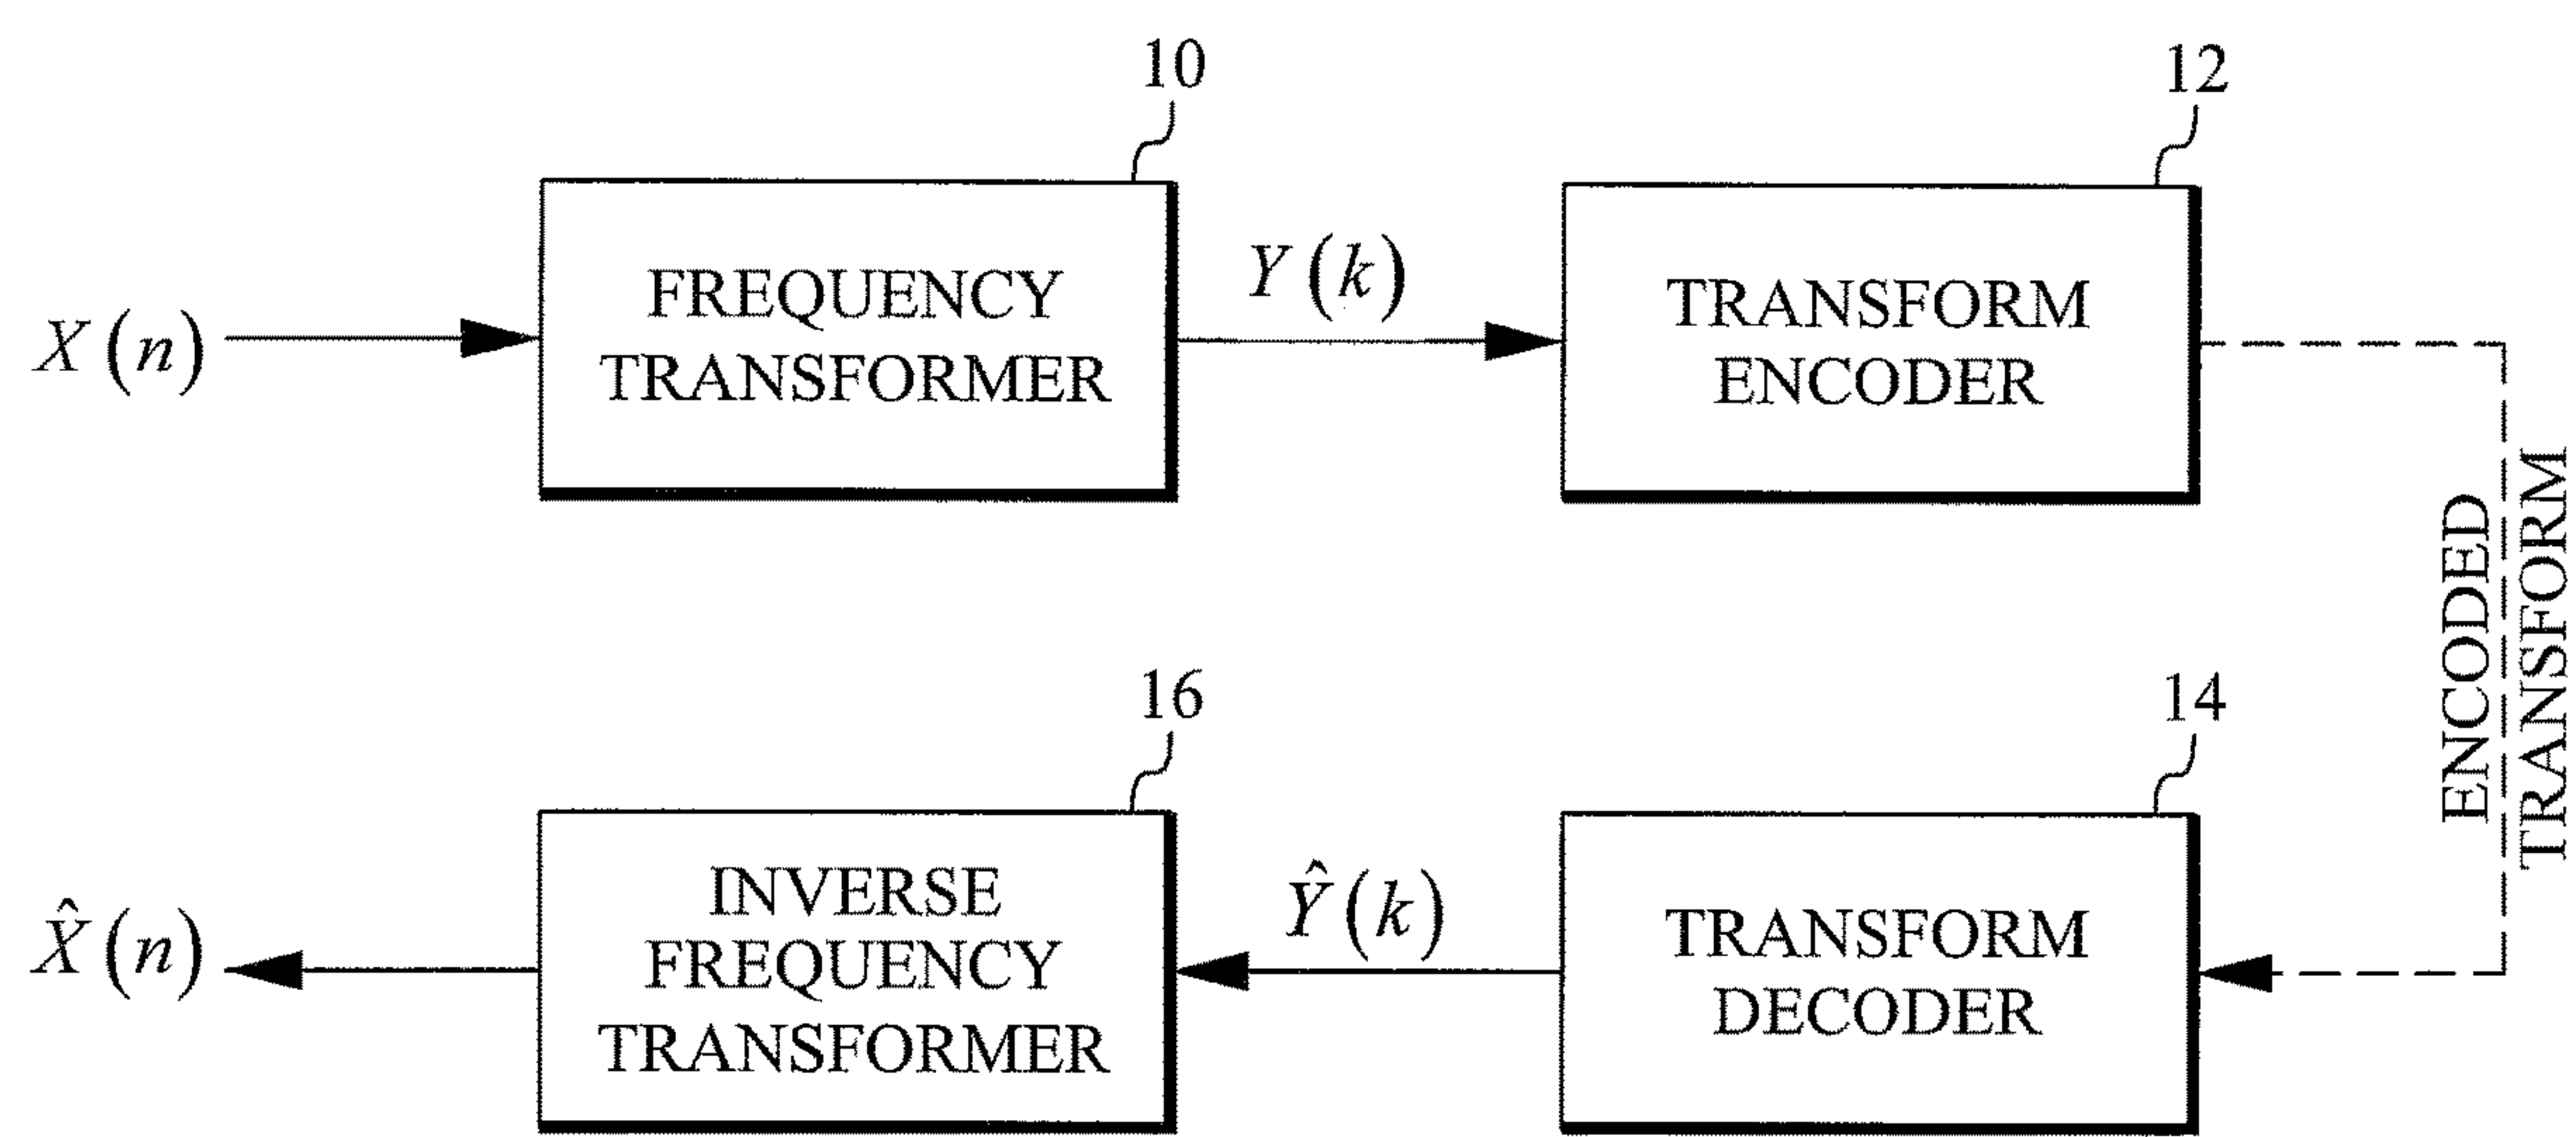 10
12
X(n)
FREQUENCY
TRANSFORMER
Y(k)
TRANSFORM
ENCODER
ENCODED
TRANSFORM
16
14
X̂(n)
INVERSE
FREQUENCY
TRANSFORMER
Ŷ(k)
TRANSFORM
DECODER